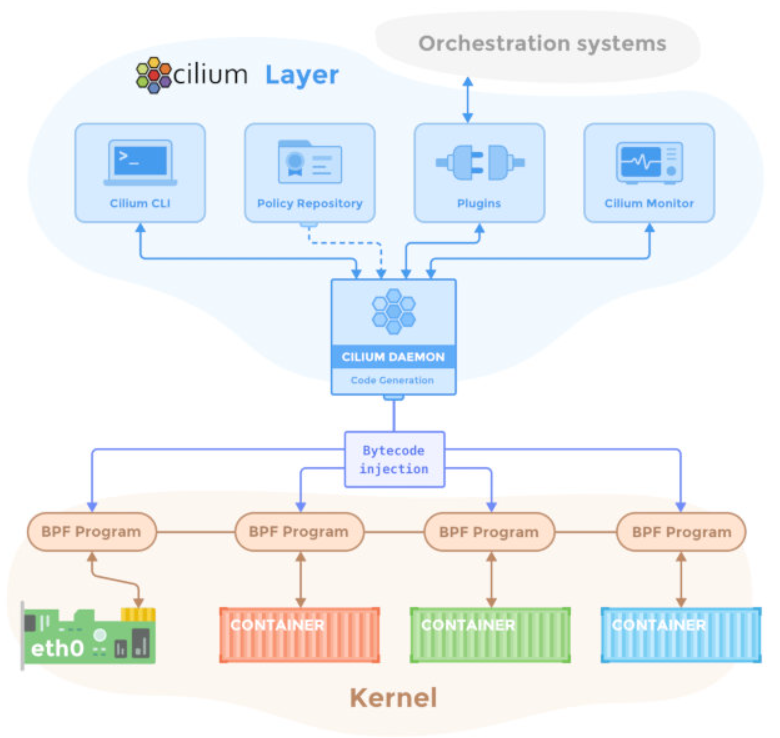 Orchestration systems
cilium Layer
>_
Cilium CLI
Policy Repository
Plugins
Cilium Monitor
CILIUM DAEMON
Code Generation
Bytecode
injection
BPF Program
BPF Program
BPF Program
BPF Program
eth0
CONTAINER
CONTAINER
CONTAINER
Kernel